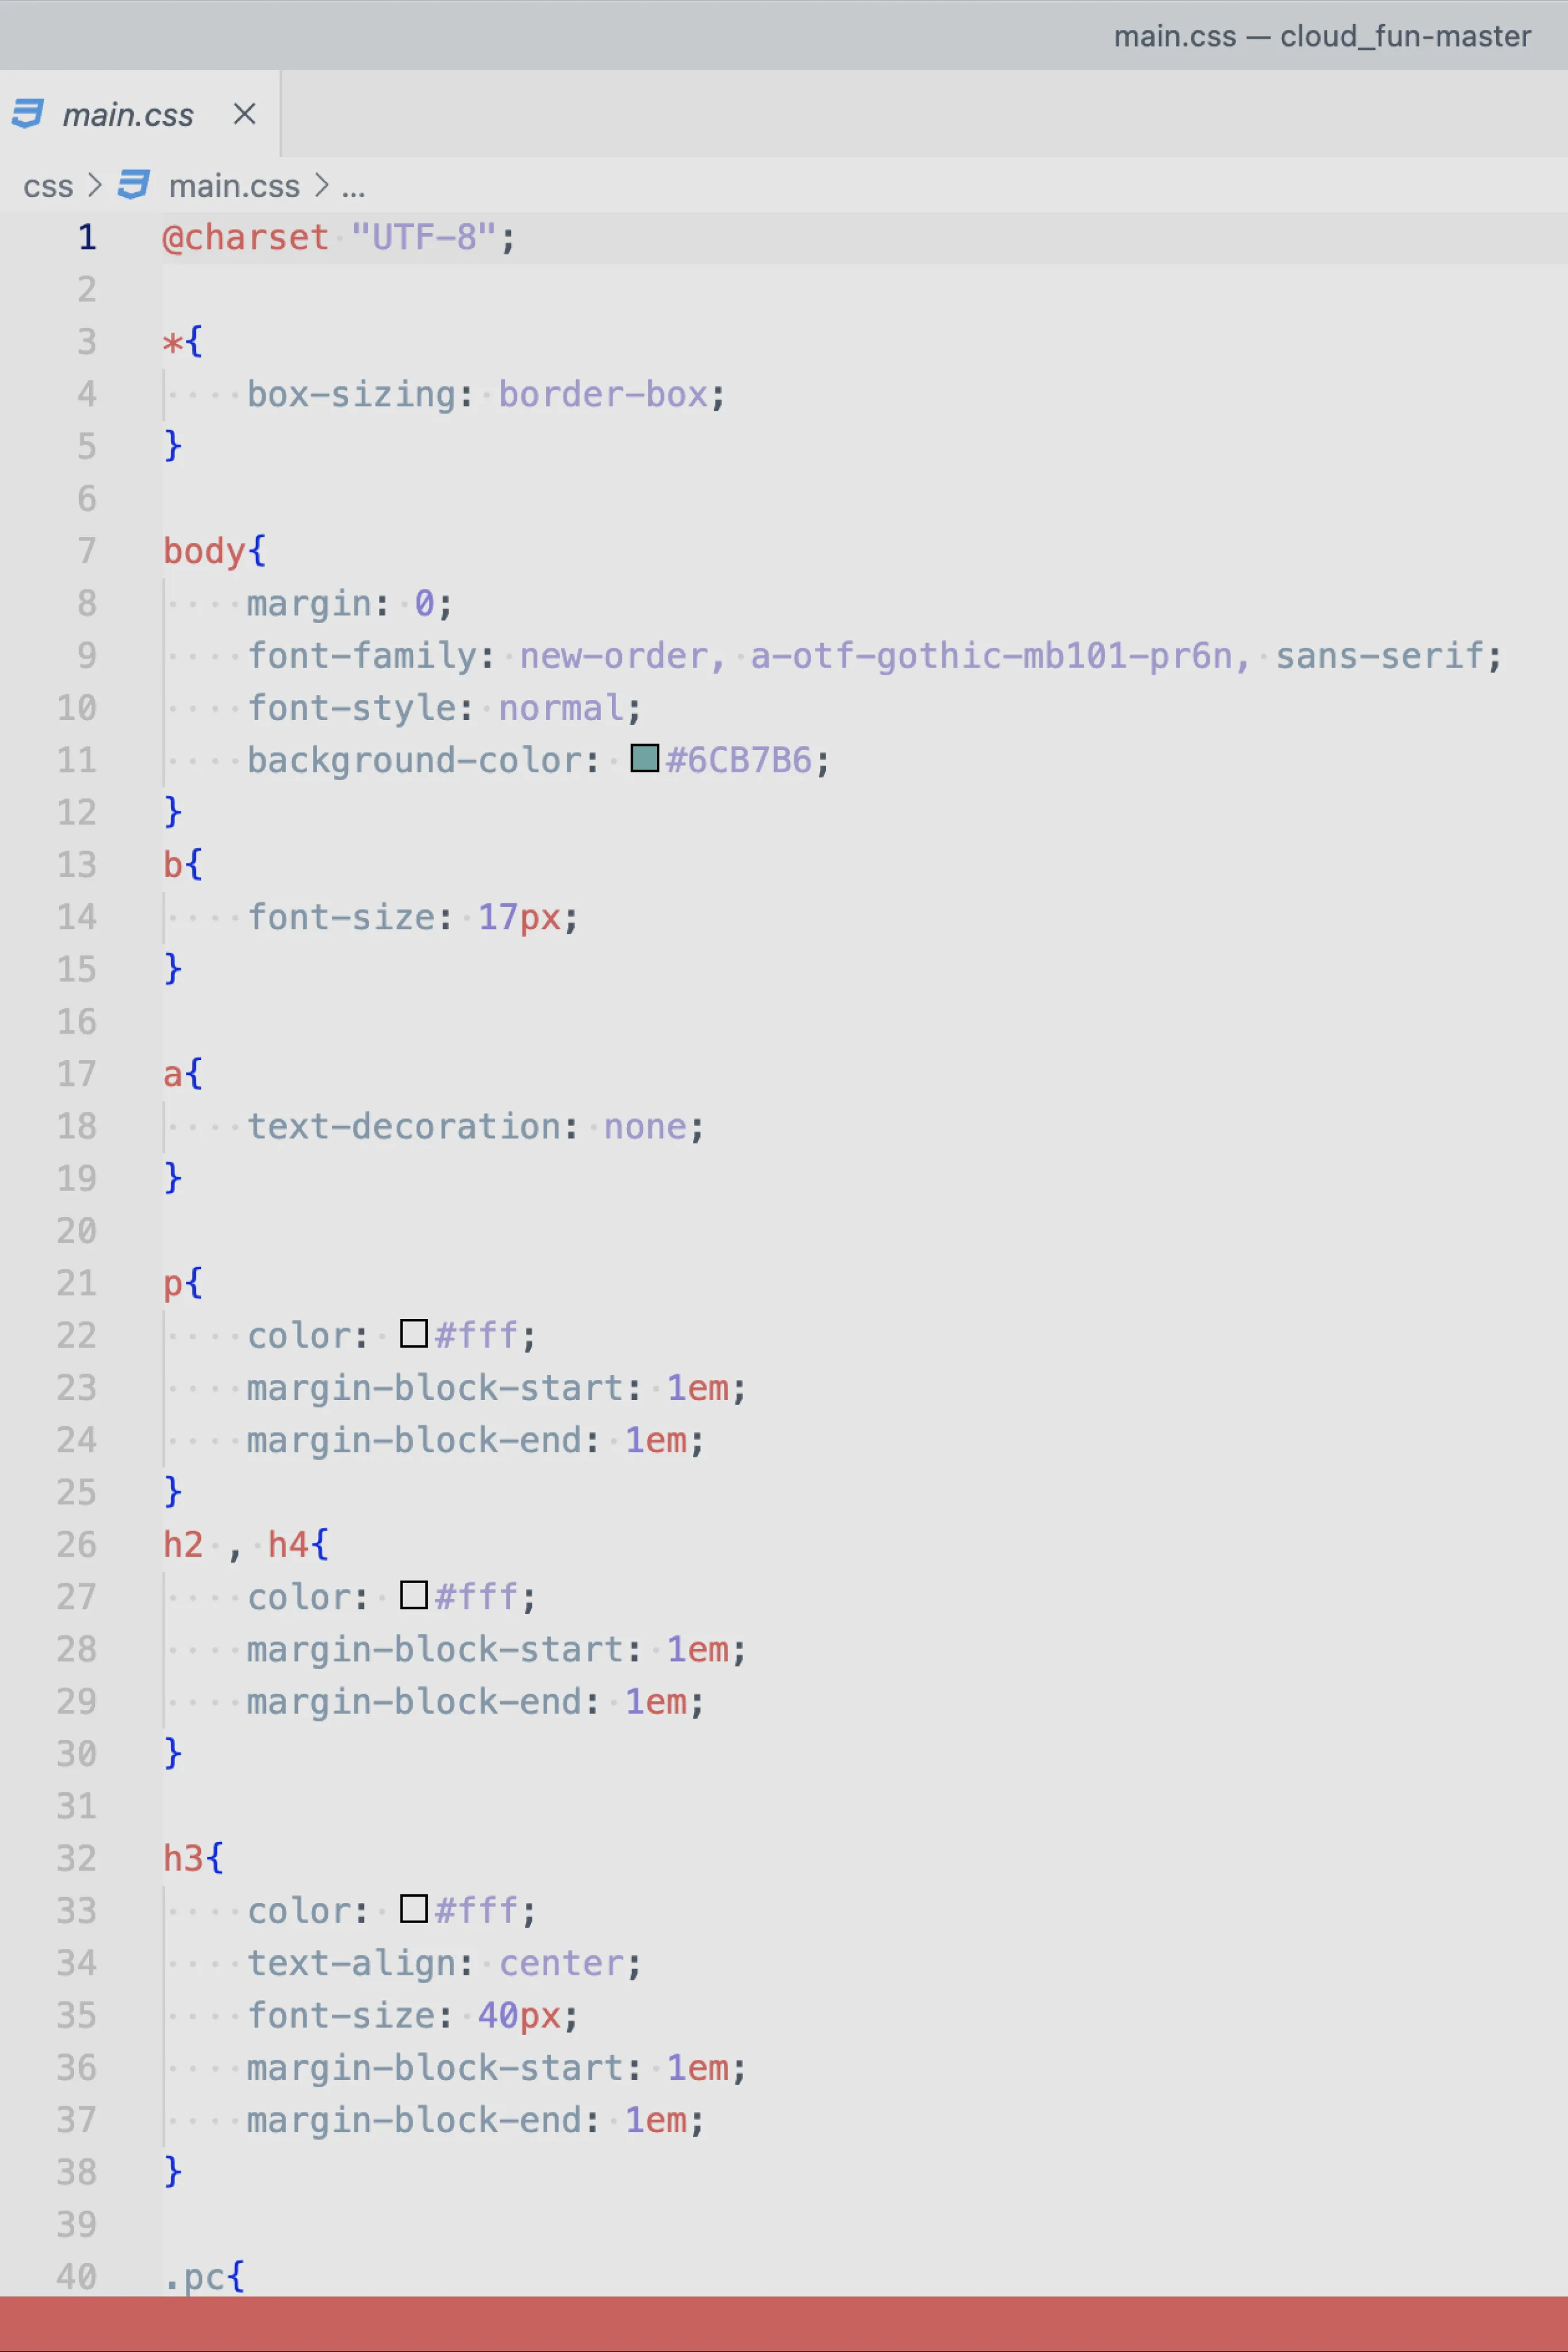 main.css — cloud_fun-master
main.css
css > main.css > ...
1 @charset "UTF-8";
2
3 *{
4     box-sizing: border-box;
5 }
6
7 body{
8     margin: 0;
9     font-family: new-order, a-otf-gothic-mb101-pr6n, sans-serif;
10     font-style: normal;
11     background-color: #6CB7B6;
12 }
13 b{
14     font-size: 17px;
15 }
16
17 a{
18     text-decoration: none;
19 }
20
21 p{
22     color: #fff;
23     margin-block-start: 1em;
24     margin-block-end: 1em;
25 }
26 h2 , h4{
27     color: #fff;
28     margin-block-start: 1em;
29     margin-block-end: 1em;
30 }
31
32 h3{
33     color: #fff;
34     text-align: center;
35     font-size: 40px;
36     margin-block-start: 1em;
37     margin-block-end: 1em;
38 }
39
40 .pc{